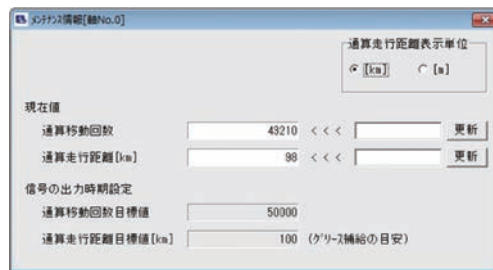 ﾒﾝﾃﾅﾝｽ情報[軸No.0]
通算走行距離表示単位
[km] [m]
現在値
通算移動回数 43210 <<< 更新
通算走行距離[km] 98 <<< 更新
信号の出力時期設定
通算移動回数目標値 50000
通算走行距離目標値[km] 100 (ｸﾞﾘｰｽ補給の目安)